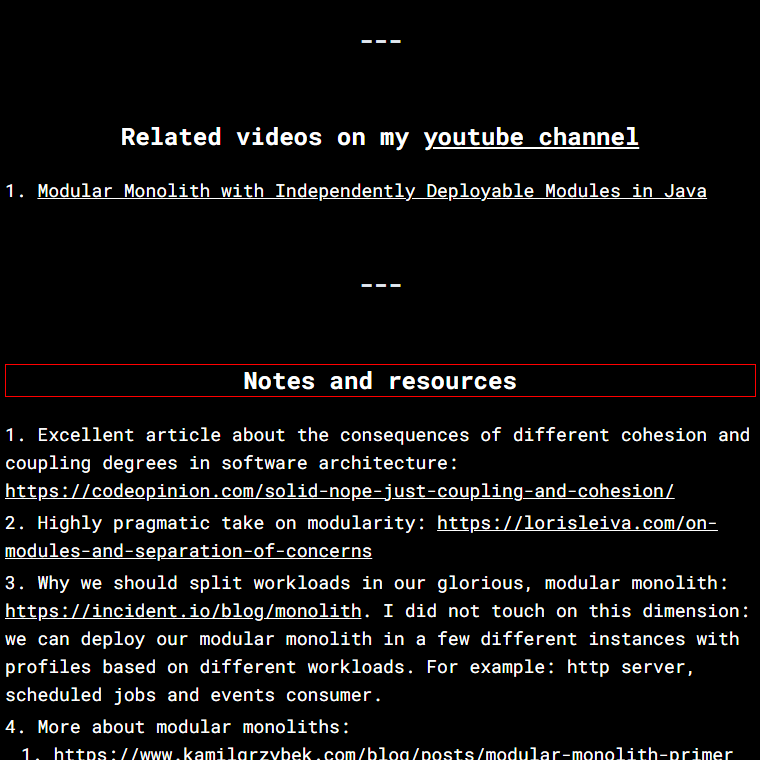 ---
Related videos on my youtube channel
1. Modular Monolith with Independently Deployable Modules in Java
---
Notes and resources
1. Excellent article about the consequences of different cohesion and
coupling degrees in software architecture:
https://codeopinion.com/solid-nope-just-coupling-and-cohesion/
2. Highly pragmatic take on modularity: https://lorisleiva.com/on-
modules-and-separation-of-concerns
3. Why we should split workloads in our glorious, modular monolith:
https://incident.io/blog/monolith. I did not touch on this dimension:
we can deploy our modular monolith in a few different instances with
profiles based on different workloads. For example: http server,
scheduled jobs and events consumer.
4. More about modular monoliths:
1. https://www.kamilgrzybek.com/blog/posts/modular-monolith-primer